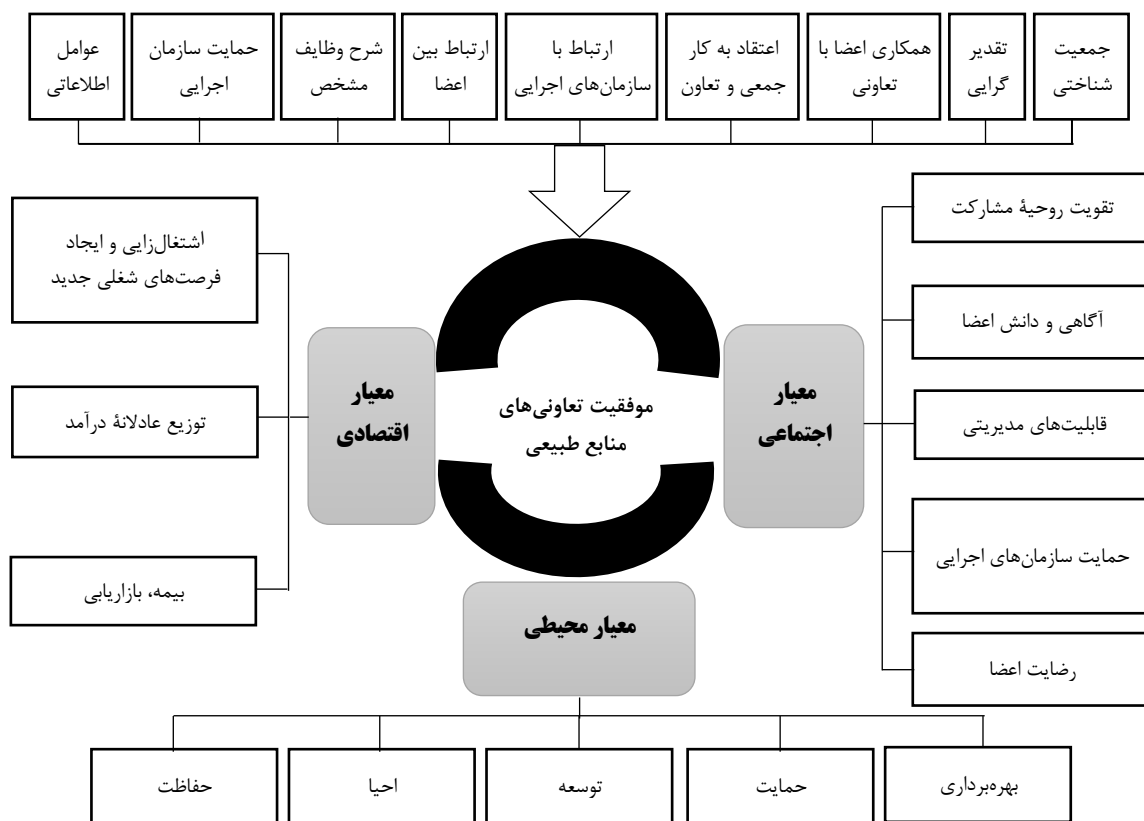 جمعیت
شناختی
تقدیر
گرایی
همکاری اعضا با
تعاونی
اعتقاد به کار
جمعی و تعاون
ارتباط با
سازمان‌های اجرایی
ارتباط بین
اعضا
شرح وظایف
مشخص
حمایت سازمان
اجرایی
عوامل
اطلاعاتی
تقویت روحیۀ مشارکت
آگاهی و دانش اعضا
قابلیت‌های مدیریتی
حمایت سازمان‌های اجرایی
رضایت اعضا
معیار
اجتماعی
موفقیت تعاونی‌های
منابع طبیعی
معیار
اقتصادی
اشتغال‌زایی و ایجاد
فرصت‌های شغلی جدید
توزیع عادلانۀ درآمد
بیمه، بازاریابی
معیار محیطی
بهره‌برداری
حمایت
توسعه
احیا
حفاظت